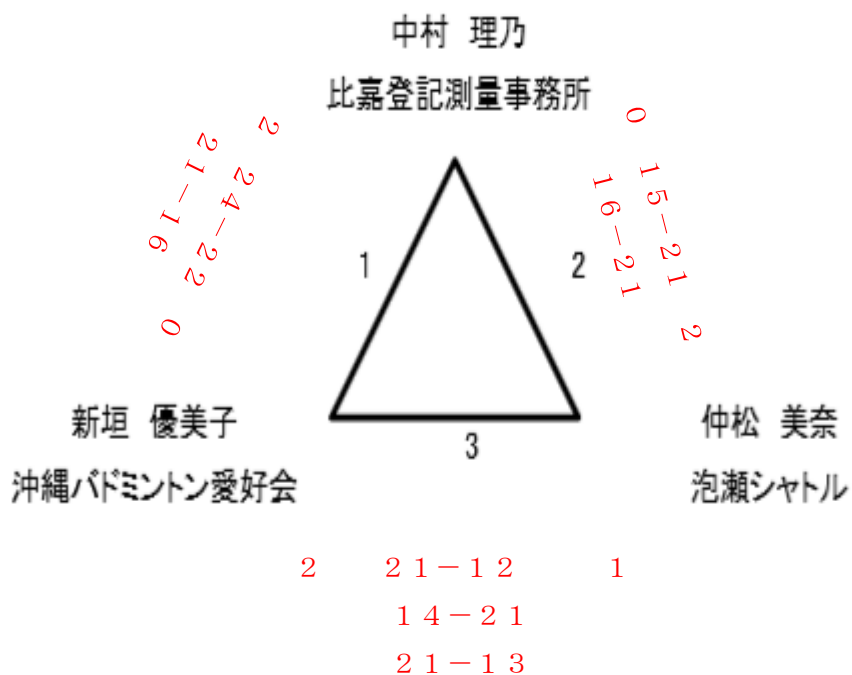 中村　理乃
比嘉登記測量事務所
2
21－16
24－22
0
0
15－21
16－21
2
1
2
3
新垣　優美子
沖縄バドミントン愛好会
仲松　美奈
泡瀬シャトル
2　21－12　1
14－21
21－13